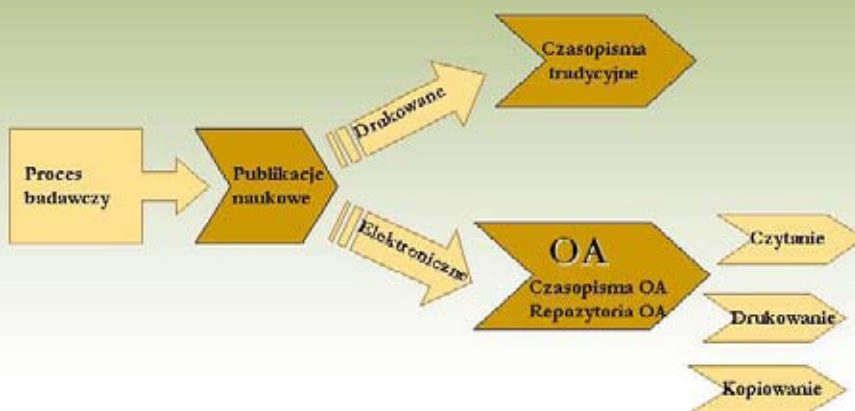 Proces
badawczy
Publikacje
naukowe
Drukowane
Czasopisma
tradycyjne
Elektroniczne
OA
Czasopisma OA
Repozytoria OA
Czytanie
Drukowanie
Kopiowanie